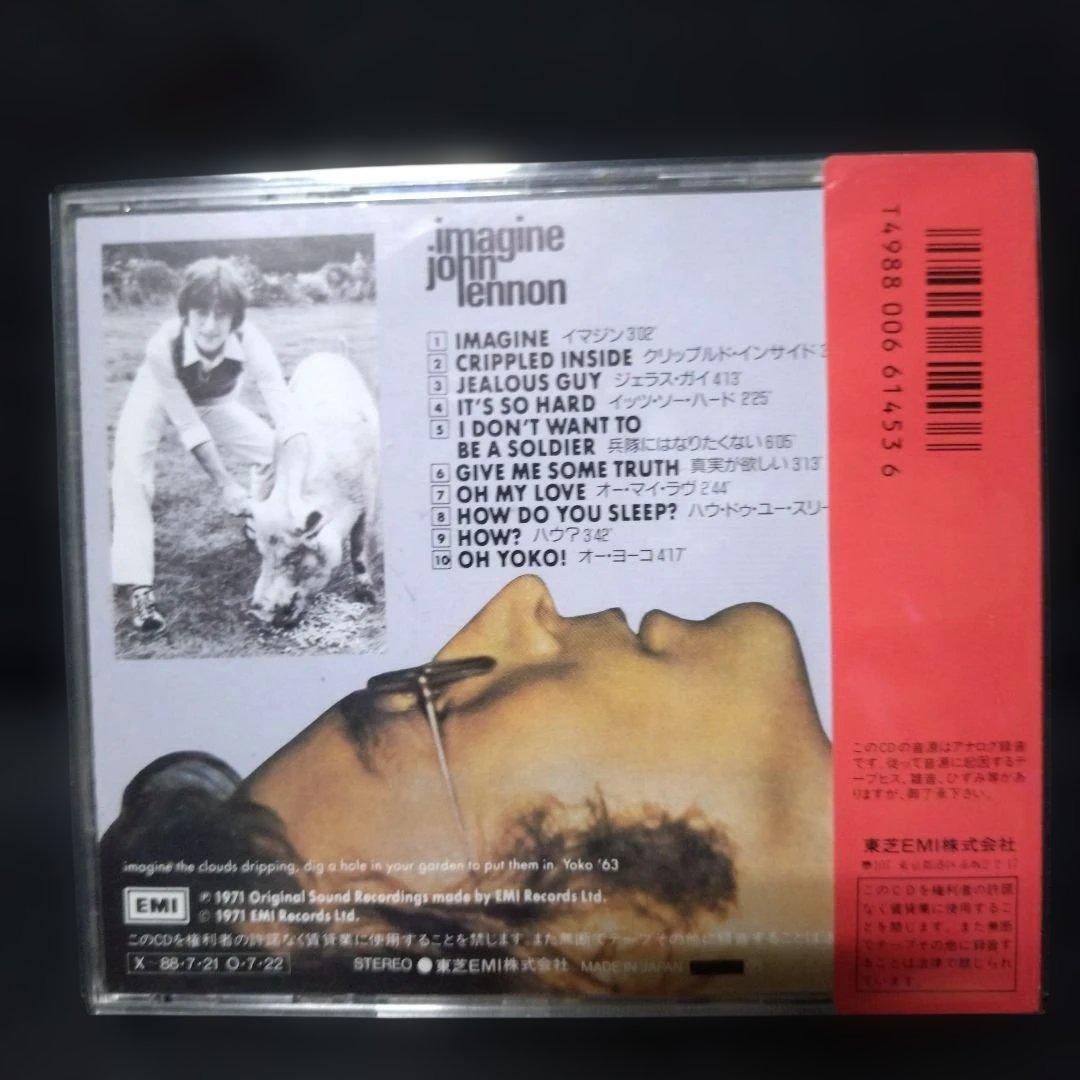 imagine
john
lennon
1 IMAGINE イマジン 3'02"
2 CRIPPLED INSIDE クリップルド・インサイド 3
3 JEALOUS GUY ジェラス・ガイ 4'13"
4 IT'S SO HARD イッツ・ソー・ハード 2'25"
5 I DON'T WANT TO
BE A SOLDIER 兵隊にはなりたくない 6'05"
6 GIVE ME SOME TRUTH 真実が欲しい 3'13"
7 OH MY LOVE オー・マイ・ラヴ 2'44"
8 HOW DO YOU SLEEP? ハウ・ドゥ・ユー・スリー
9 HOW? ハウ? 3'42"
10 OH YOKO! オー・ヨーコ 4'17"
imagine the clouds dripping, dig a hole in your garden to put them in. Yoko '63
EMI
℗ 1971 Original Sound Recordings made by EMI Records Ltd.
© 1971 EMI Records Ltd.
このCDを権利者の許諾なく賃貸業に使用することを禁じます。また無断でテープその他に録音することは
X-88・7・21 O・7・22
STEREO ●東芝EMI株式会社 MADE IN JAPAN
T4988 006 61453 6
このCDの音源はアナログ録音
です。従って音源に起因するテ
ープヒス、雑音、ひずみ等があ
りますが、御了承下さい。
東芝EMI株式会社
このCDを権利者の許諾
なく賃貸業に使用するこ
とを禁じます。また無断
でテープその他に録音す
ることは法律で禁じられ
ています。